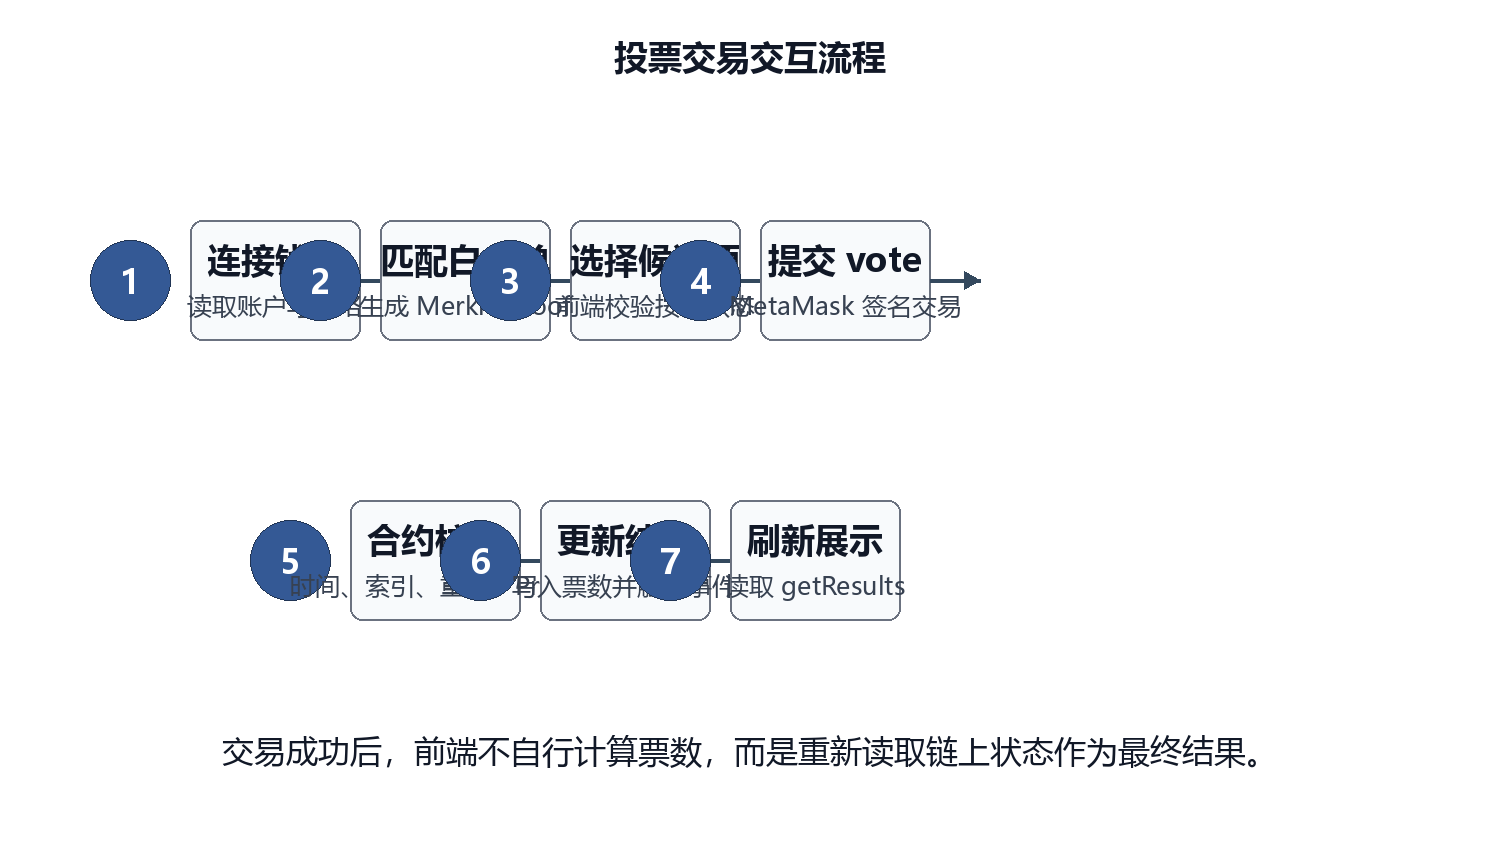 投票交易交互流程
1
连接
读取账户
2
匹配白
生成 Merk
3
选择候
前端校验
4
提交 vote
MetaMask 签名交易
5
合约
时间、索引、
6
更新
写入票数并
事件
7
刷新展示
读取 getResults
交易成功后，前端不自行计算票数，而是重新读取链上状态作为最终结果。